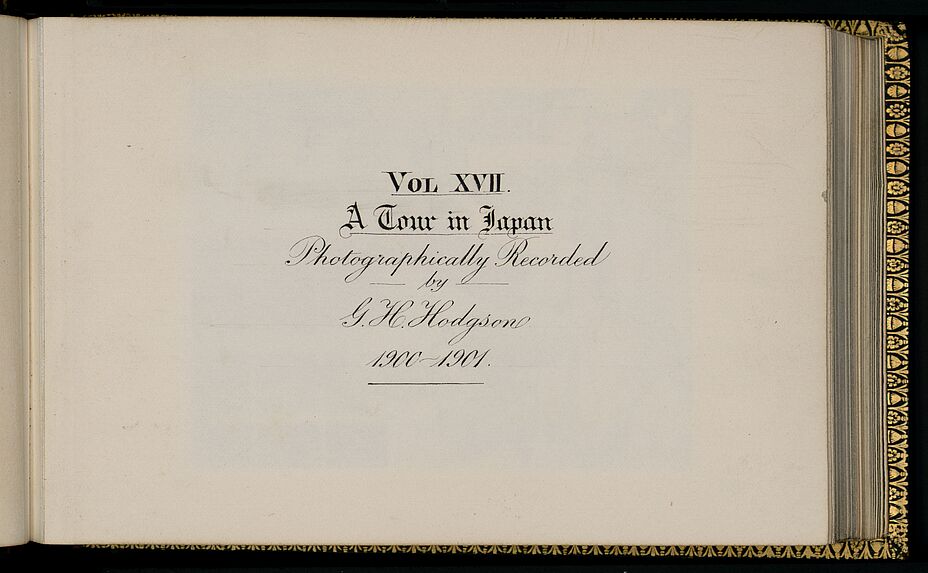 Vol XVII.
A Tour in Japan
Photographically Recorded
by
G. H. Hodgson
1900~1901.